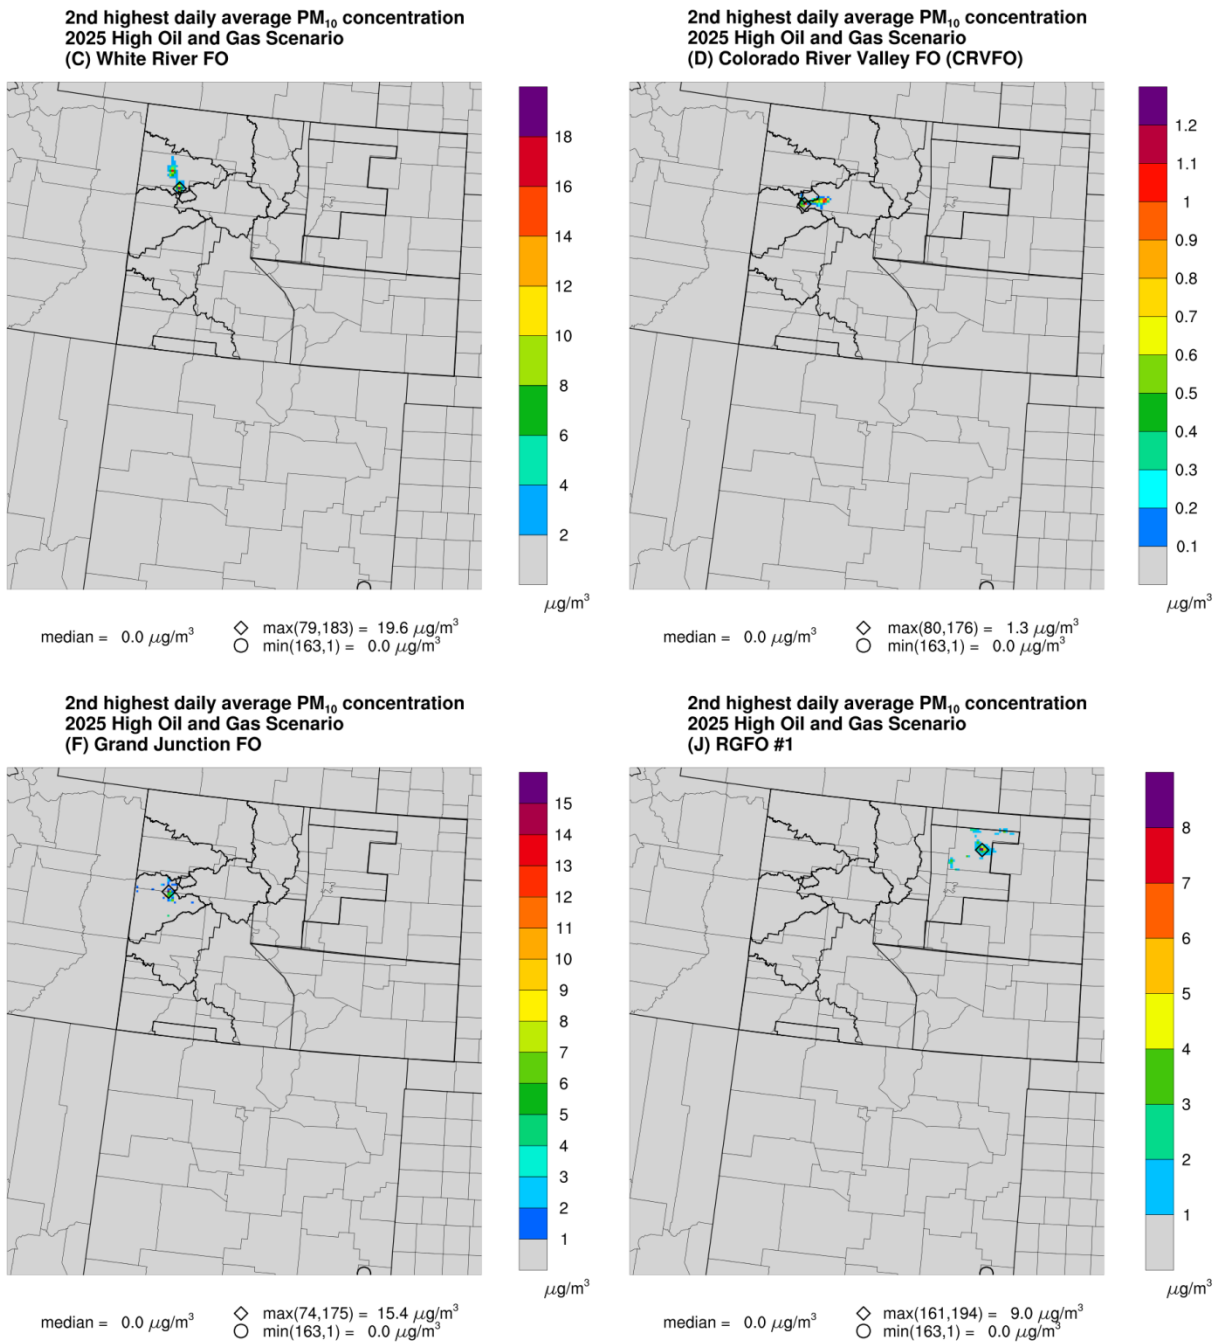 2nd highest daily average PM₁₀ concentration
2025 High Oil and Gas Scenario
(C) White River FO
18
16
14
12
10
8
6
4
2
μg/m³
median = 0.0 μg/m³
max(79,183) = 19.6 μg/m³
min(163,1) = 0.0 μg/m³
2nd highest daily average PM₁₀ concentration
2025 High Oil and Gas Scenario
(D) Colorado River Valley FO (CRVFO)
1.2
1.1
1
0.9
0.8
0.7
0.6
0.5
0.4
0.3
0.2
0.1
μg/m³
median = 0.0 μg/m³
max(80,176) = 1.3 μg/m³
min(163,1) = 0.0 μg/m³
2nd highest daily average PM₁₀ concentration
2025 High Oil and Gas Scenario
(F) Grand Junction FO
15
14
13
12
11
10
9
8
7
6
5
4
3
2
1
μg/m³
median = 0.0 μg/m³
max(74,175) = 15.4 μg/m³
min(163,1) = 0.0 μg/m³
2nd highest daily average PM₁₀ concentration
2025 High Oil and Gas Scenario
(J) RGFO #1
8
7
6
5
4
3
2
1
μg/m³
median = 0.0 μg/m³
max(161,194) = 9.0 μg/m³
min(163,1) = 0.0 μg/m³